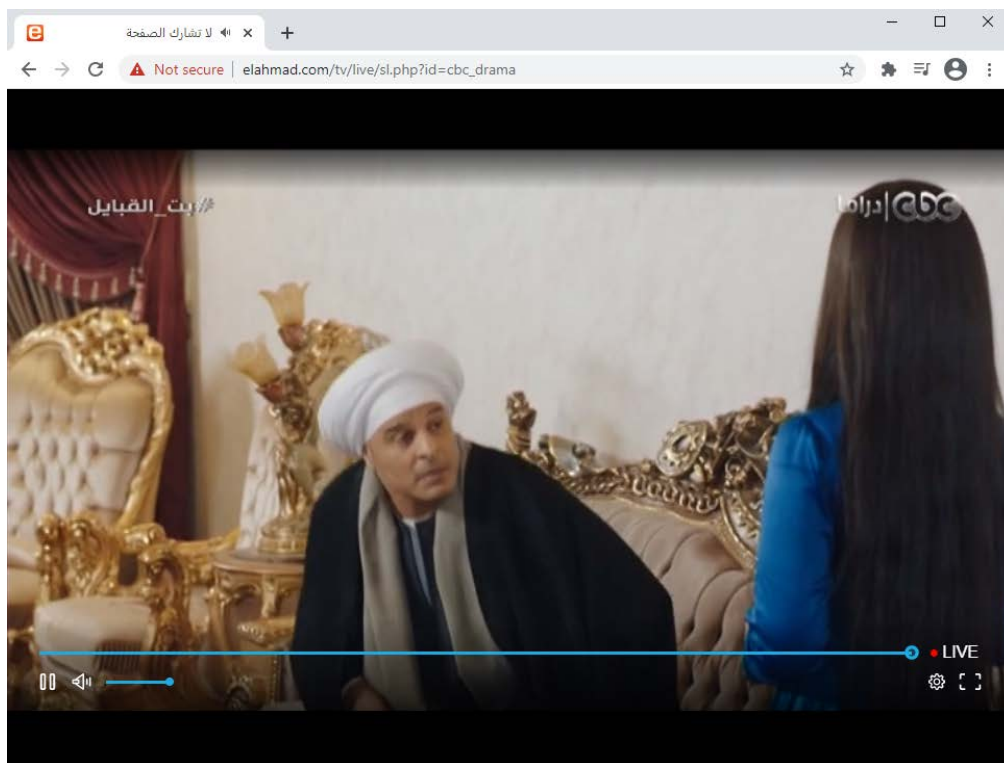 لا تشارك الصفحة
Not secure | elahmad.com/tv/live/sl.php?id=cbc_drama
#بت_القبايل
cbc | دراما
LIVE